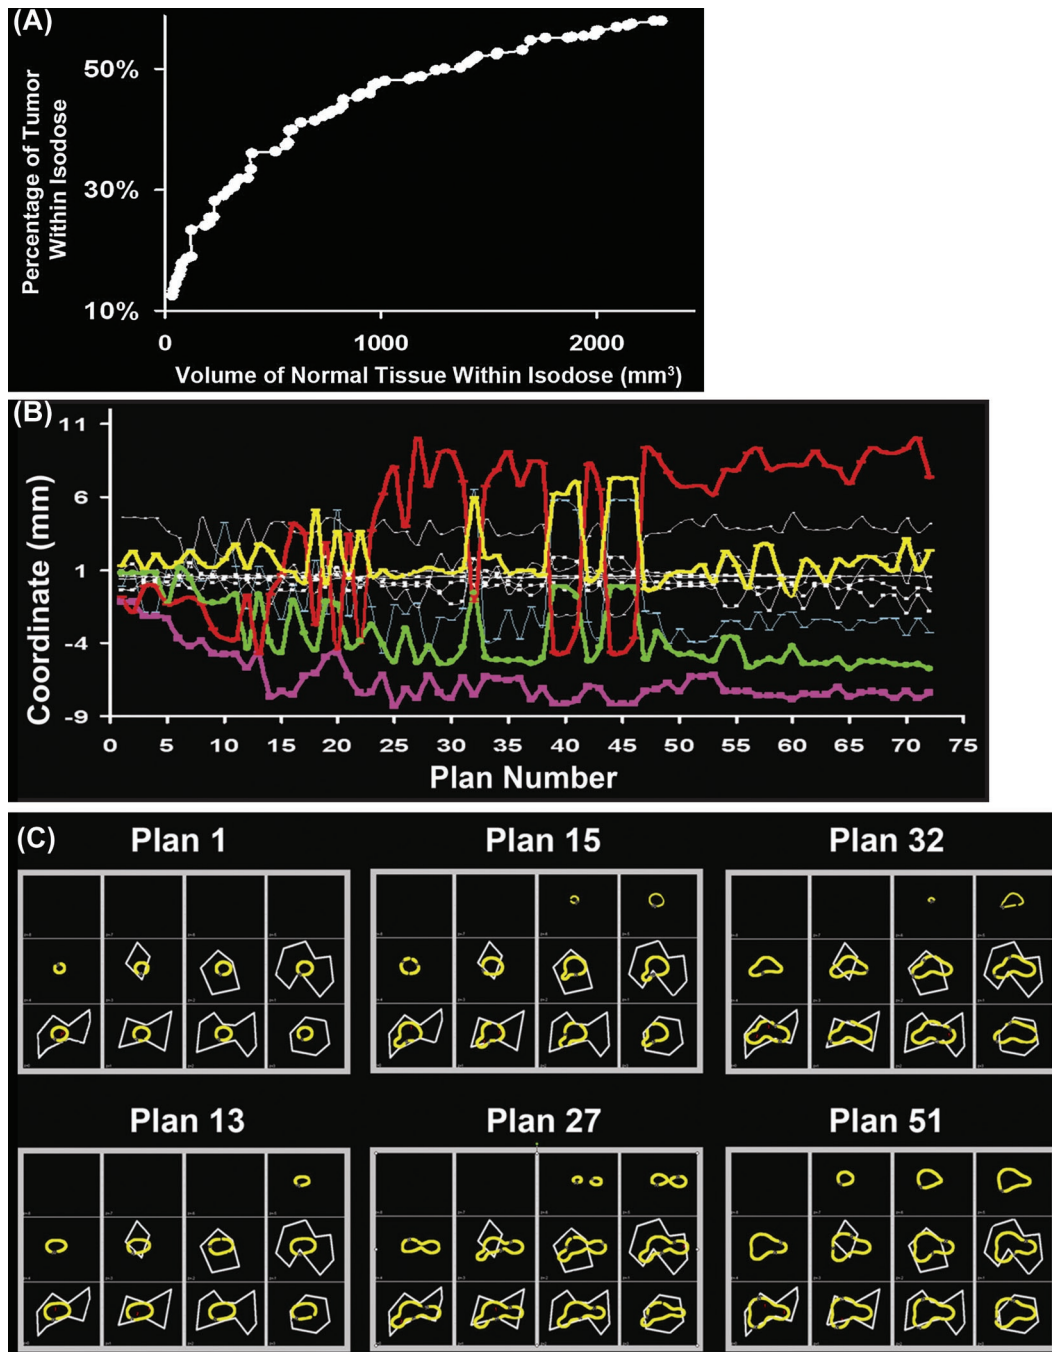 (A)
Percentage of Tumor
Within Isodose
50%
30%
10%
0 1000 2000
Volume of Normal Tissue Within Isodose (mm³)
(B)
Coordinate (mm)
11
6
1
-4
-9
0 5 10 15 20 25 30 35 40 45 50 55 60 65 70 75
Plan Number
(C)
Plan 1 Plan 15 Plan 32
Plan 13 Plan 27 Plan 51